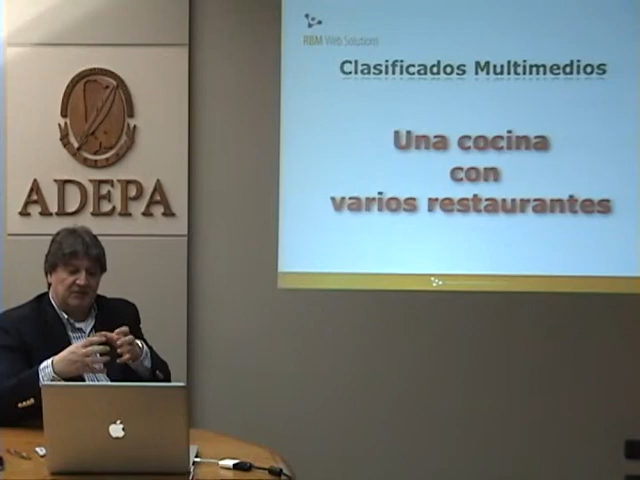 ADEPA
RBM Web Solutions
Clasificados Multimedios
Una cocina
con
varios restaurantes